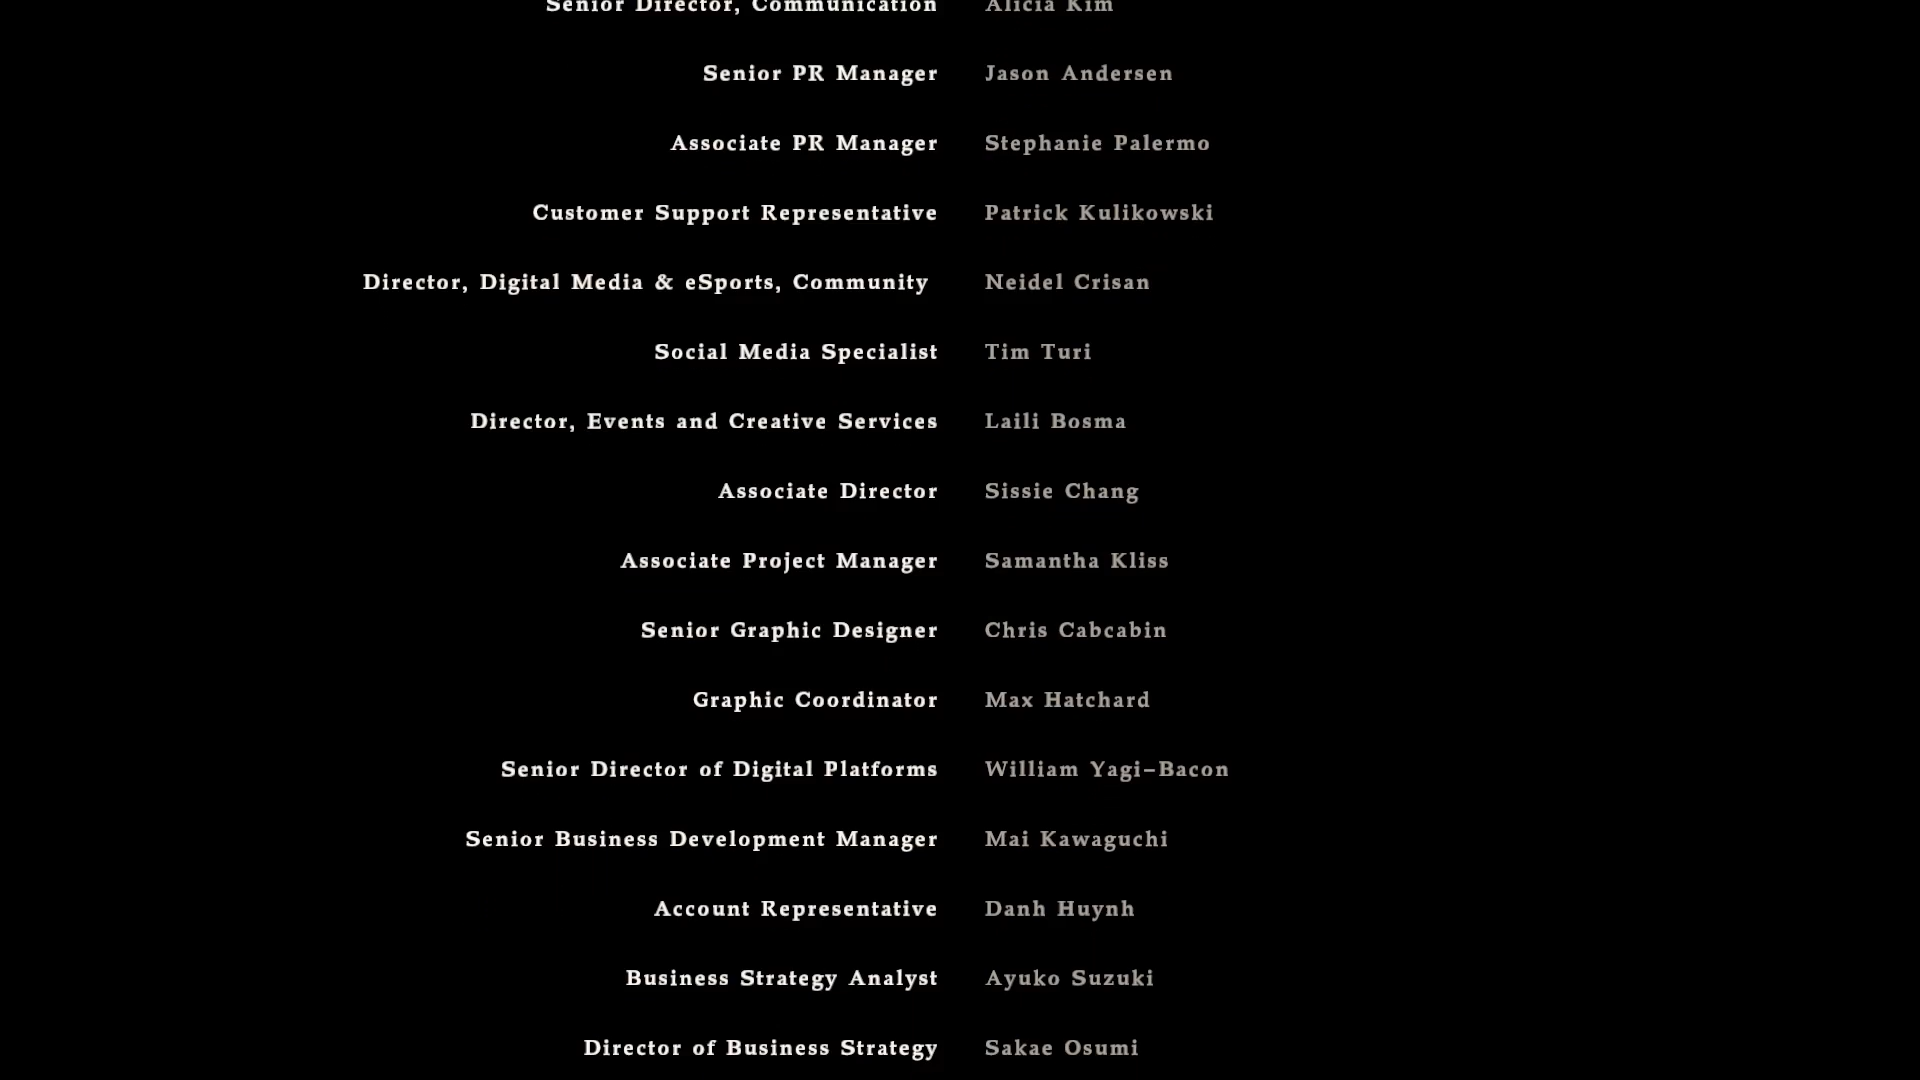 Senior Director, Communication Alicia Kim
Senior PR Manager Jason Andersen
Associate PR Manager Stephanie Palermo
Customer Support Representative Patrick Kulikowski
Director, Digital Media & eSports, Community Neidel Crisan
Social Media Specialist Tim Turi
Director, Events and Creative Services Laili Bosma
Associate Director Sissie Chang
Associate Project Manager Samantha Kliss
Senior Graphic Designer Chris Cabcabin
Graphic Coordinator Max Hatchard
Senior Director of Digital Platforms William Yagi-Bacon
Senior Business Development Manager Mai Kawaguchi
Account Representative Danh Huynh
Business Strategy Analyst Ayuko Suzuki
Director of Business Strategy Sakae Osumi